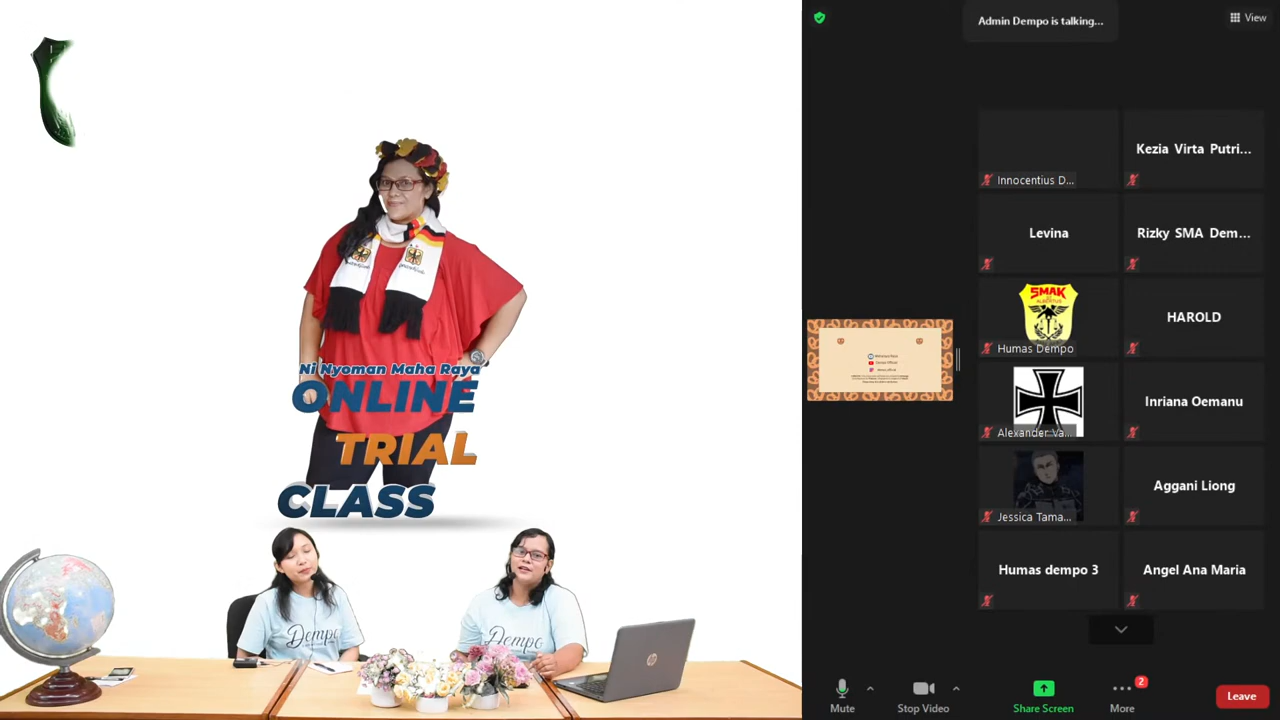 Admin Dempo is talking...
View
Ni Nyoman Maha Raya
ONLINE
TRIAL
CLASS
Dempo
Dempo
hp
Innocentius D...
Kezia Virta Putri...
Levina
Rizky SMA Dem...
SMAK
ALBERTUS
Humas Dempo
HAROLD
Alexander Va...
Inriana Oemanu
Jessica Tama...
Aggani Liong
Humas dempo 3
Angel Ana Maria
Mute
Stop Video
Share Screen
2
More
Leave